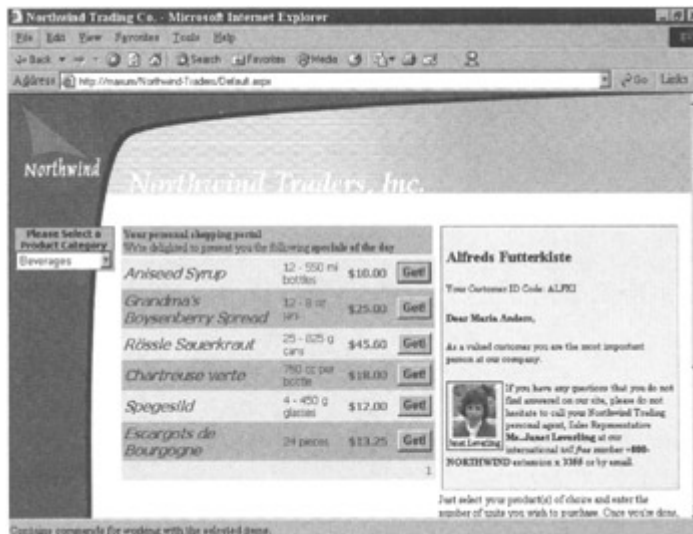 Northwind Trading Co. - Microsoft Internet Explorer
File Edit View Favorites Tools Help
Back Search Favorites Media
Address http://maxum/Northwind-Traders/Default.aspx Go Links
Northwind
Northwind Traders, Inc.
Please Select a
Product Category
Beverages
Your personal shopping portal
We're delighted to present you the following specials of the day
Aniseed Syrup 12 - 550 ml bottles $10.00 Get!
Grandma's Boysenberry Spread 12 - 8 oz jars $25.00 Get!
Rössle Sauerkraut 25 - 825 g cans $45.60 Get!
Chartreuse verte 750 cc per bottle $18.00 Get!
Spegesild 4 - 450 g glasses $12.00 Get!
Escargots de Bourgogne 24 pieces $13.25 Get!
1
Alfreds Futterkiste
Your Customer ID Code: ALFKI
Dear Maria Anders,
As a valued customer you are the most important
person at our company.
If you have any questions that you do not
find answered on our site, please do not
hesitate to call your Northwind Trading
personal agent, Sales Representative
Ms. Janet Leverling at our
international toll free number
Janet Leverling
NORTHWIND extension x 3355 or by email.
Just select your product(s) of choice and enter the
number of units you wish to purchase. Once you're done,
Contains commands for working with the selected items.